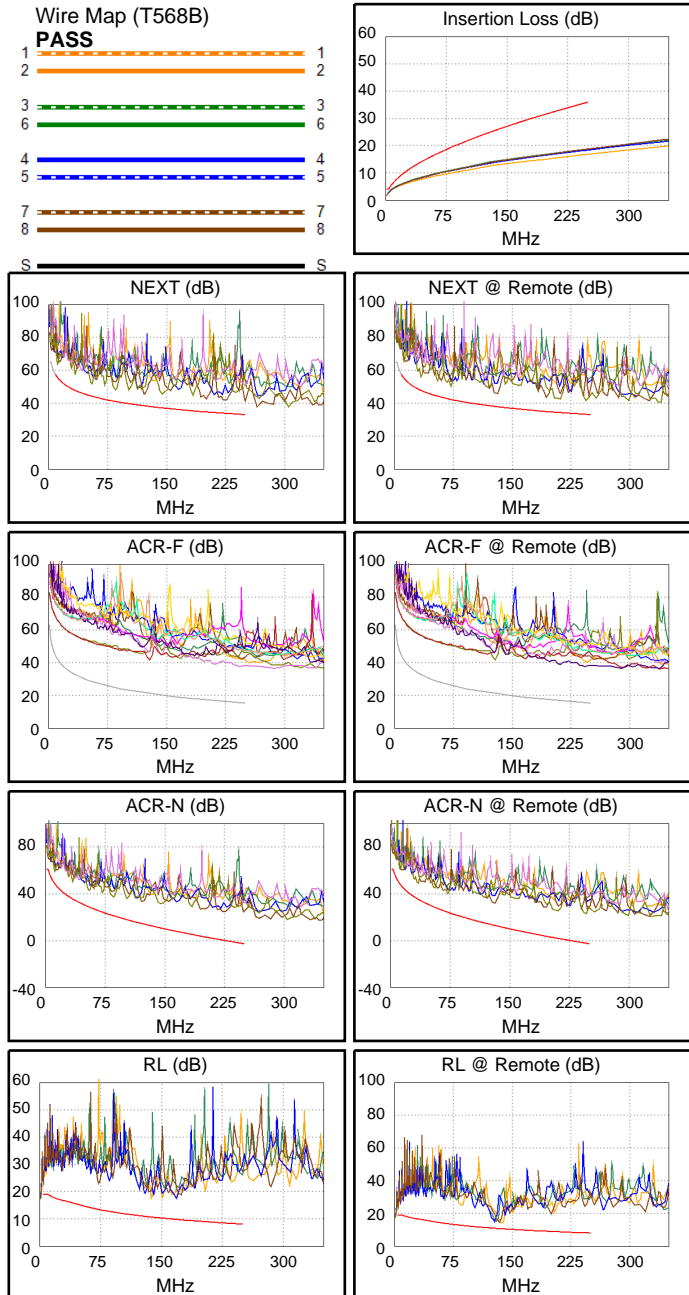 Wire Map (T568B)
PASS
1 1
2 2
3 3
6 6
4 4
5 5
7 7
8 8
S S
Insertion Loss (dB)
60
50
40
30
20
10
0
0 75 150 225 300
MHz
NEXT (dB)
100
80
60
40
20
0
0 75 150 225 300
MHz
NEXT @ Remote (dB)
100
80
60
40
20
0
0 75 150 225 300
MHz
ACR-F (dB)
100
80
60
40
20
0
0 75 150 225 300
MHz
ACR-F @ Remote (dB)
100
80
60
40
20
0
0 75 150 225 300
MHz
ACR-N (dB)
80
40
0
-40
0 75 150 225 300
MHz
ACR-N @ Remote (dB)
80
40
0
-40
0 75 150 225 300
MHz
RL (dB)
60
50
40
30
20
10
0
0 75 150 225 300
MHz
RL @ Remote (dB)
100
80
60
40
20
0
0 75 150 225 300
MHz